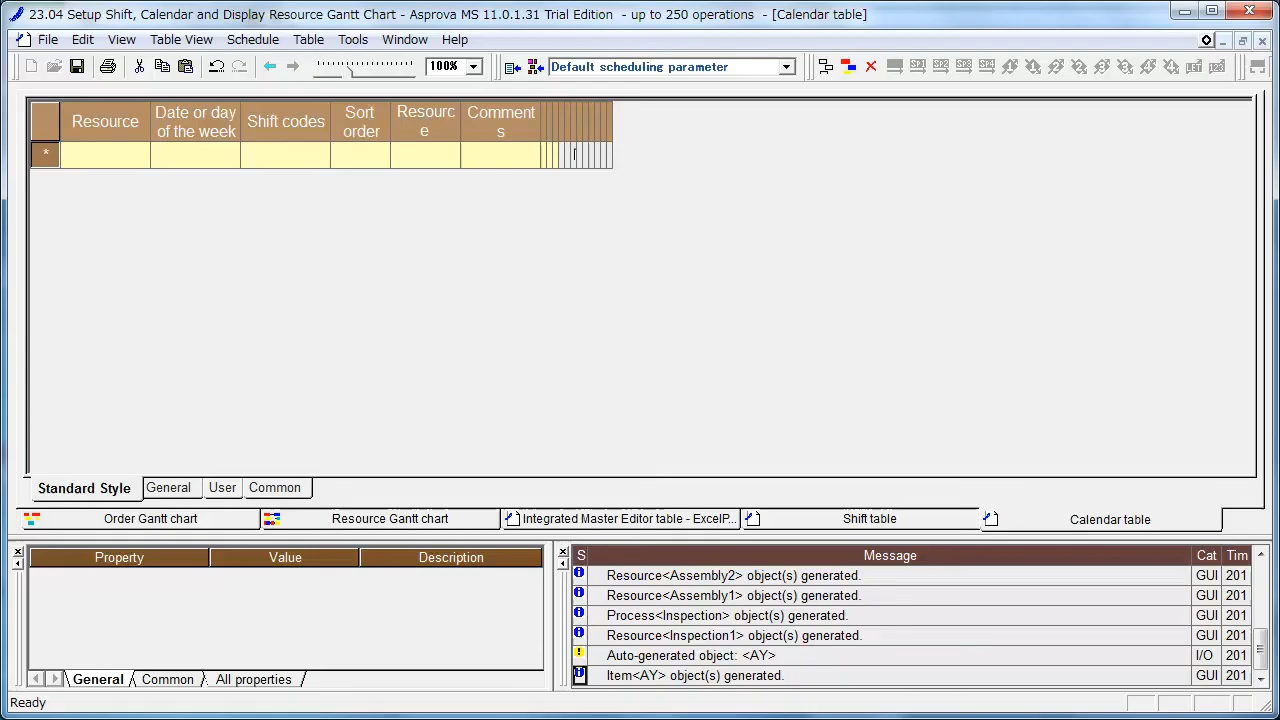 23.04 Setup Shift, Calendar and Display Resource Gantt Chart - Asprova MS 11.0.1.31 Trial Edition - up to 250 operations - [Calendar table]
File Edit View Table View Schedule Table Tools Window Help
100% Default scheduling parameter
Resource
Date or day
of the week
Shift codes
Sort
order
Resourc
e
Comment
s
*
Standard Style General User Common
Order Gantt chart Resource Gantt chart Integrated Master Editor table - ExcelP... Shift table Calendar table
Property Value Description
S Message Cat Tim
Resource<Assembly2> object(s) generated. GUI 201
Resource<Assembly1> object(s) generated. GUI 201
Process<Inspection> object(s) generated. GUI 201
Resource<Inspection1> object(s) generated. GUI 201
Auto-generated object: <AY> I/O 201
Item<AY> object(s) generated. GUI 201
General Common All properties
Ready